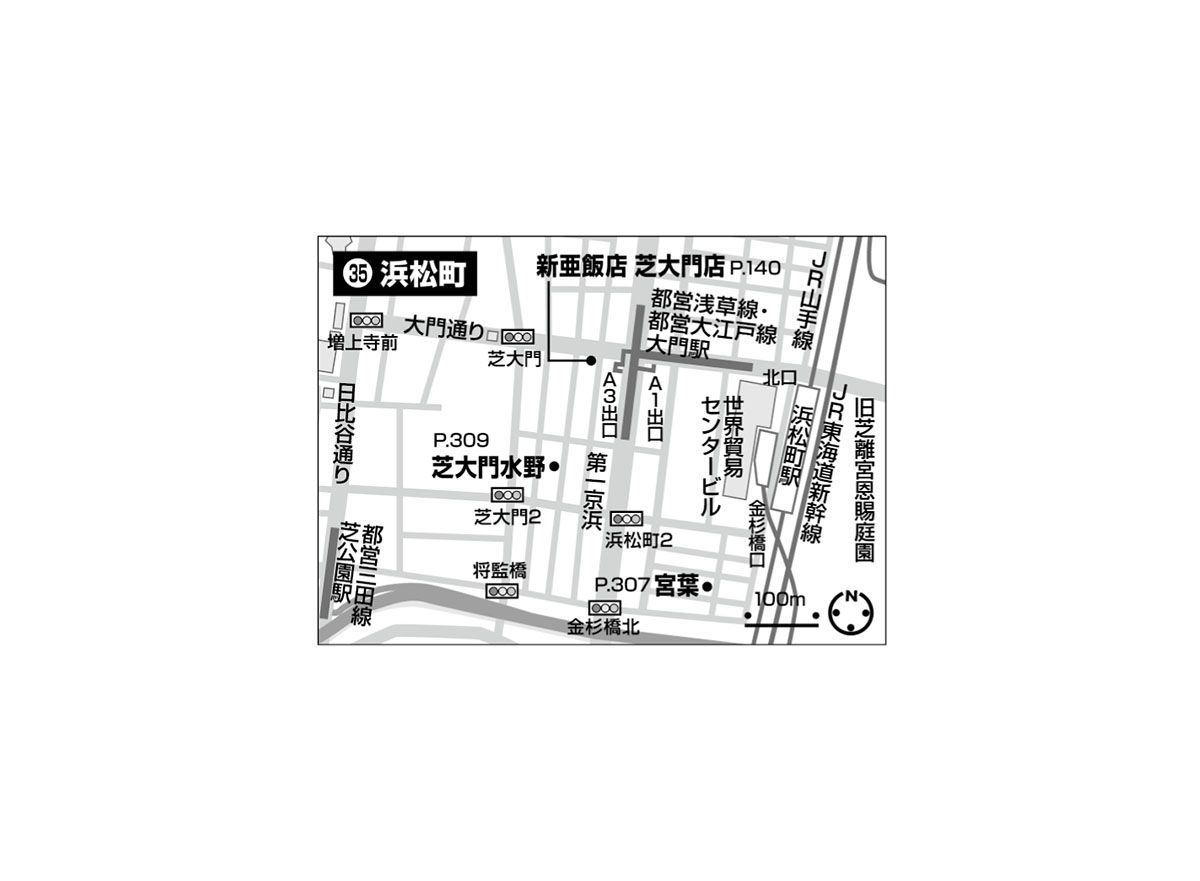 35 浜松町
新亜飯店 芝大門店 P.140
都営浅草線・
都営大江戸線
大門駅
JR山手線
大門通り
増上寺前
芝大門
A3出口
A1出口
北口
世界貿易
センタービル
浜松町駅
JR東海道新幹線
旧芝離宮恩賜庭園
日比谷通り
P.309
芝大門水野
第一京浜
芝大門2
浜松町2
金杉橋口
都営三田線
芝公園駅
将監橋
P.307 宮葉
金杉橋北
100m
N